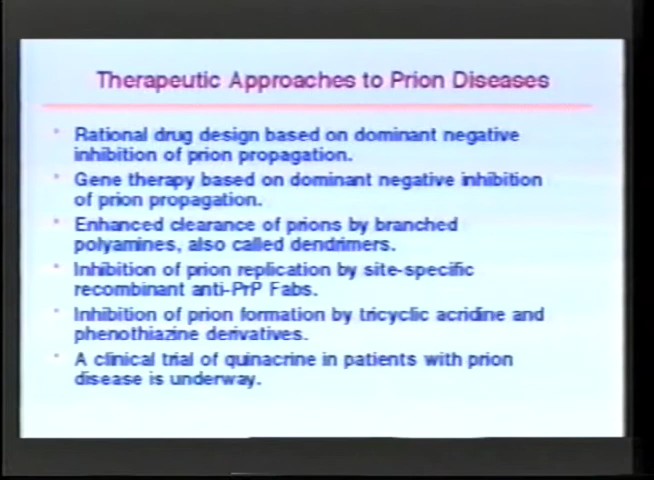 Therapeutic Approaches to Prion Diseases
Rational drug design based on dominant negative
inhibition of prion propagation.
Gene therapy based on dominant negative inhibition
of prion propagation.
Enhanced clearance of prions by branched
polyamines, also called dendrimers.
Inhibition of prion replication by site-specific
recombinant anti-PrP Fabs.
Inhibition of prion formation by tricyclic acridine and
phenothiazine derivatives.
A clinical trial of quinacrine in patients with prion
disease is underway.